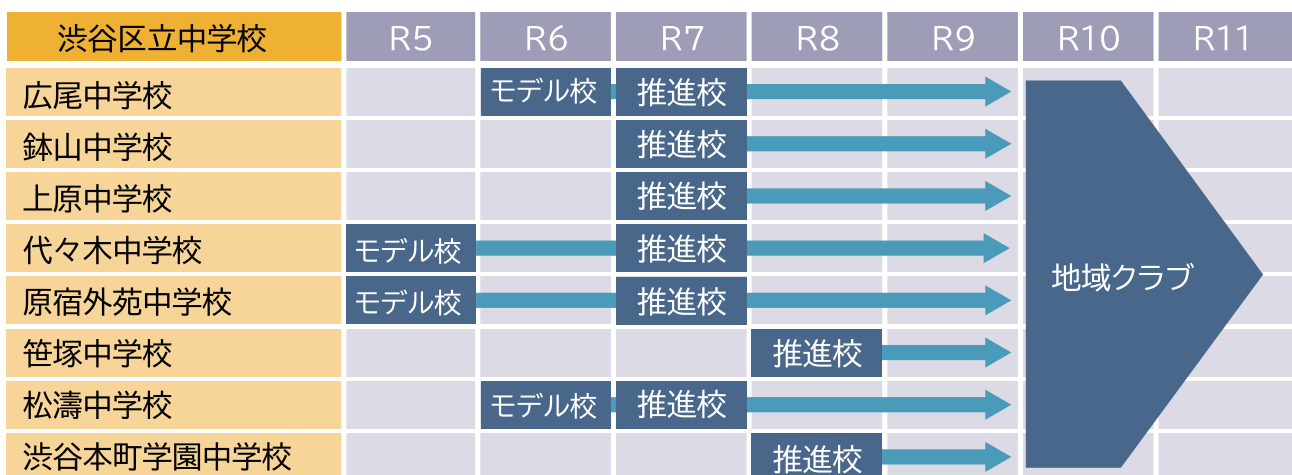 渋谷区立中学校 R5 R6 R7 R8 R9 R10 R11
広尾中学校 モデル校 推進校
鉢山中学校 推進校
上原中学校 推進校
代々木中学校 モデル校 推進校
原宿外苑中学校 モデル校 推進校
地域クラブ
笹塚中学校 推進校
松濤中学校 モデル校 推進校
渋谷本町学園中学校 推進校